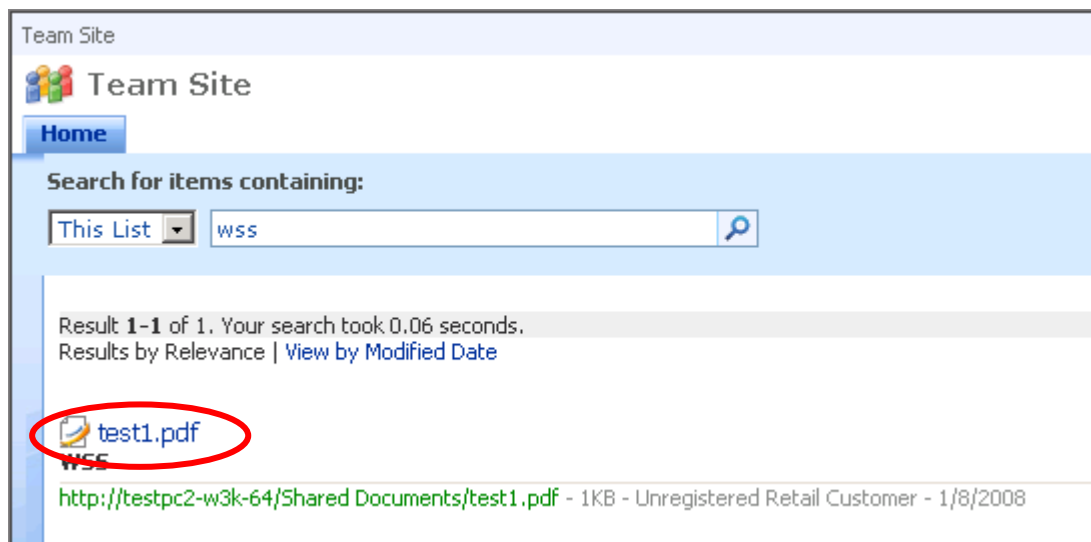 Team Site
Team Site
Home
Search for items containing:
This List wss
Result 1-1 of 1. Your search took 0.06 seconds.
Results by Relevance | View by Modified Date
test1.pdf
WSS
http://testpc2-w3k-64/Shared Documents/test1.pdf - 1KB - Unregistered Retail Customer - 1/8/2008